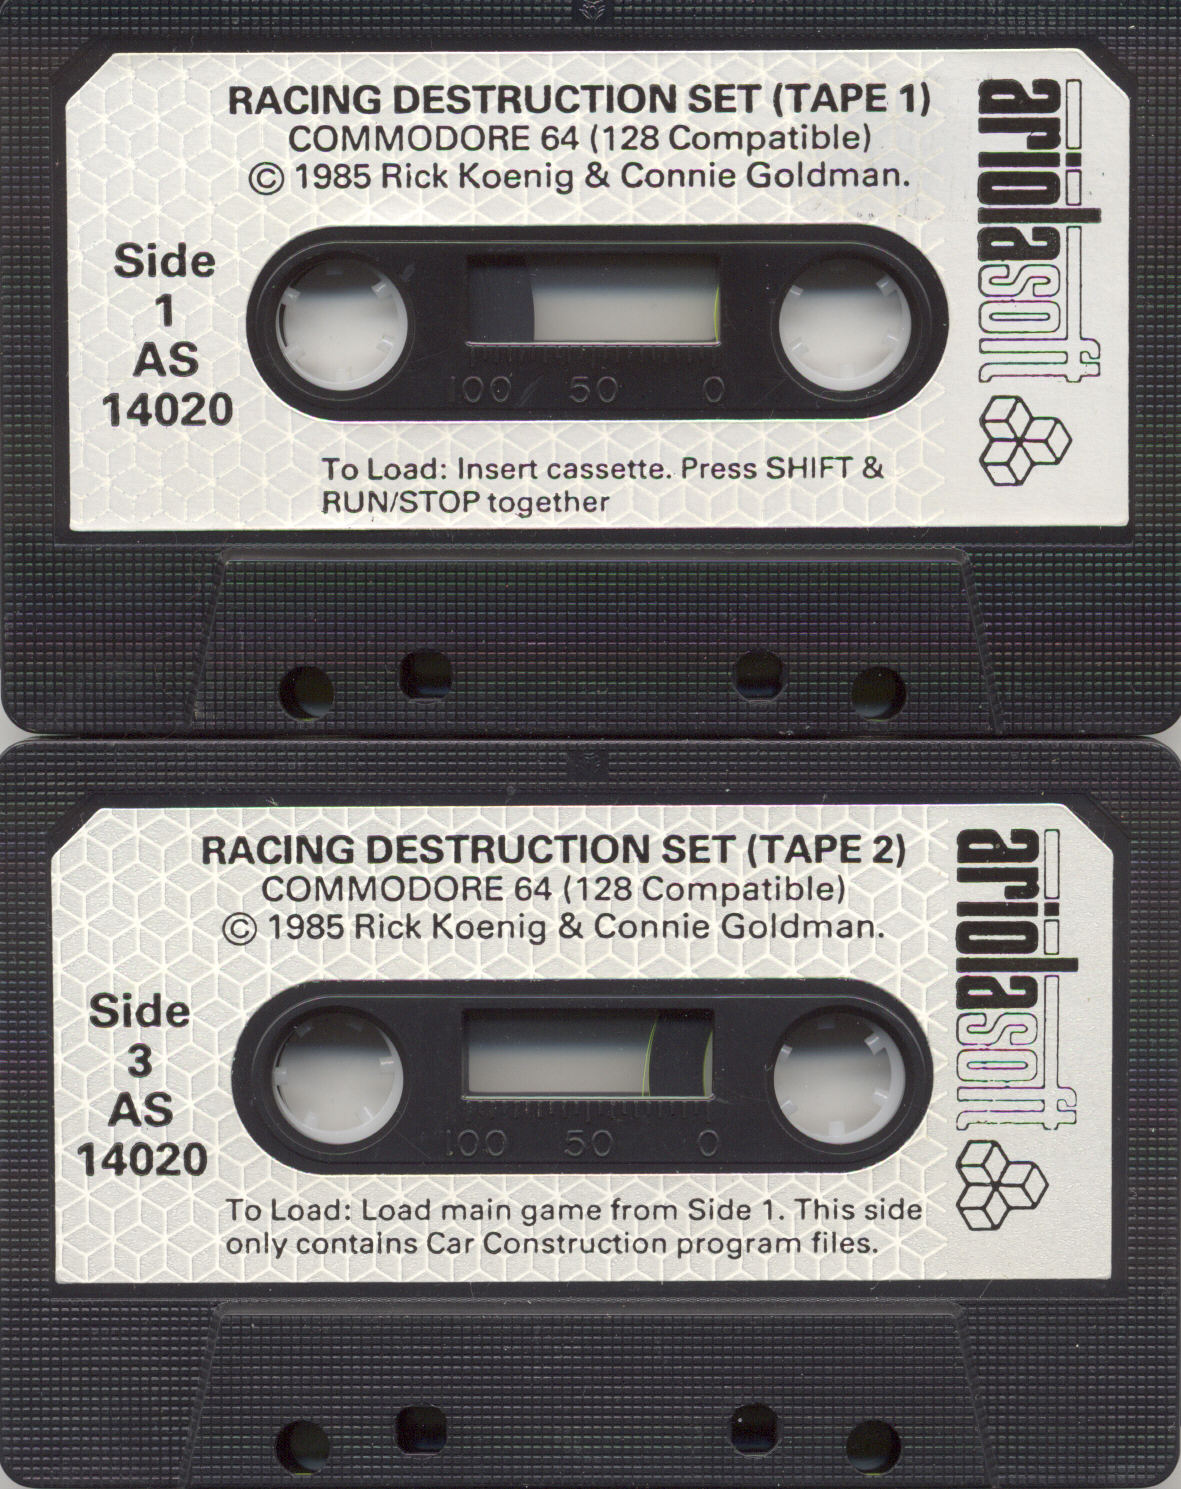 RACING DESTRUCTION SET (TAPE 1)
COMMODORE 64 (128 Compatible)
© 1985 Rick Koenig & Connie Goldman.
Side
1
AS
14020
100 50 0
To Load: Insert cassette. Press SHIFT &
RUN/STOP together
ariolasoft
RACING DESTRUCTION SET (TAPE 2)
COMMODORE 64 (128 Compatible)
© 1985 Rick Koenig & Connie Goldman.
Side
3
AS
14020
100 50 0
To Load: Load main game from Side 1. This side
only contains Car Construction program files.
ariolasoft